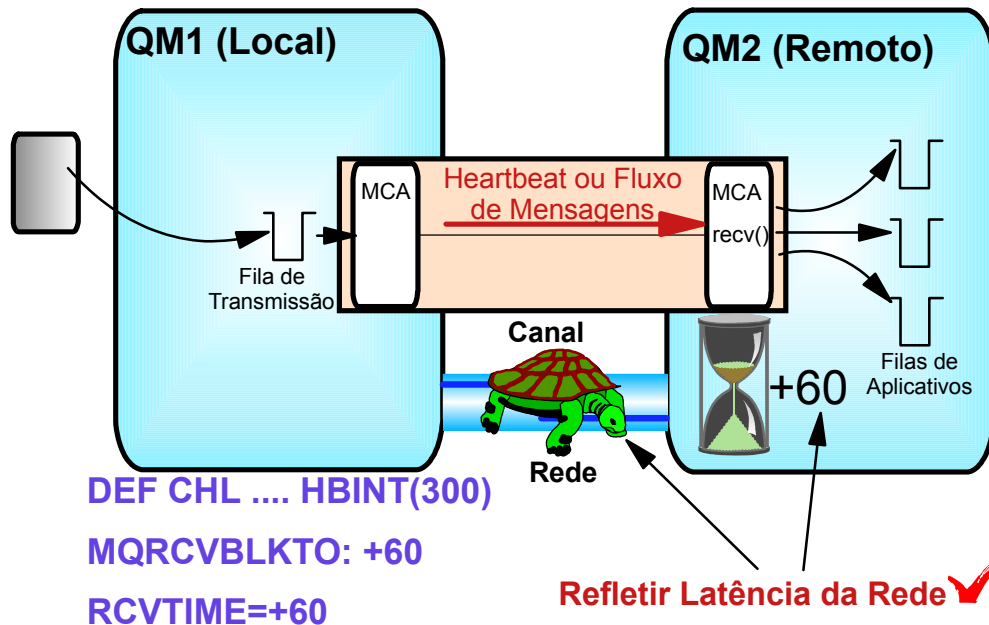 QM1 (Local)
QM2 (Remoto)
MCA
Heartbeat ou Fluxo
de Mensagens
MCA
recv()
Fila de
Transmissão
Canal
Rede
+60
Filas de
Aplicativos
DEF CHL .... HBINT(300)
MQRCVBLKTO: +60
RCVTIME=+60
Refletir Latência da Rede